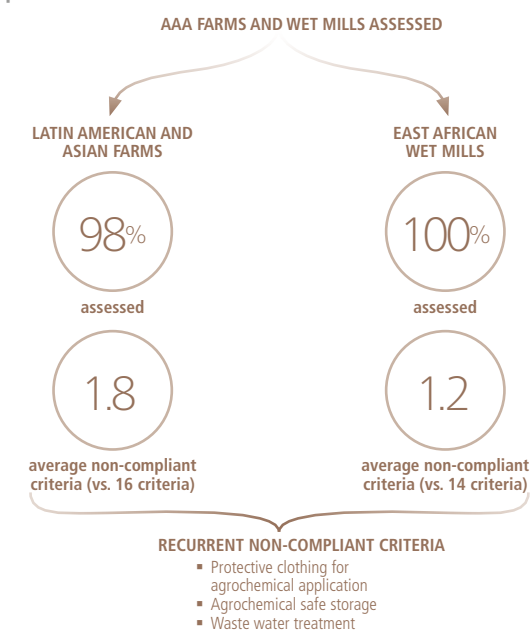 AAA FARMS AND WET MILLS ASSESSED
LATIN AMERICAN AND
ASIAN FARMS
98%
assessed
1.8
average non-compliant
criteria (vs. 16 criteria)
EAST AFRICAN
WET MILLS
100%
assessed
1.2
average non-compliant
criteria (vs. 14 criteria)
RECURRENT NON-COMPLIANT CRITERIA
▪ Protective clothing for
agrochemical application
▪ Agrochemical safe storage
▪ Waste water treatment